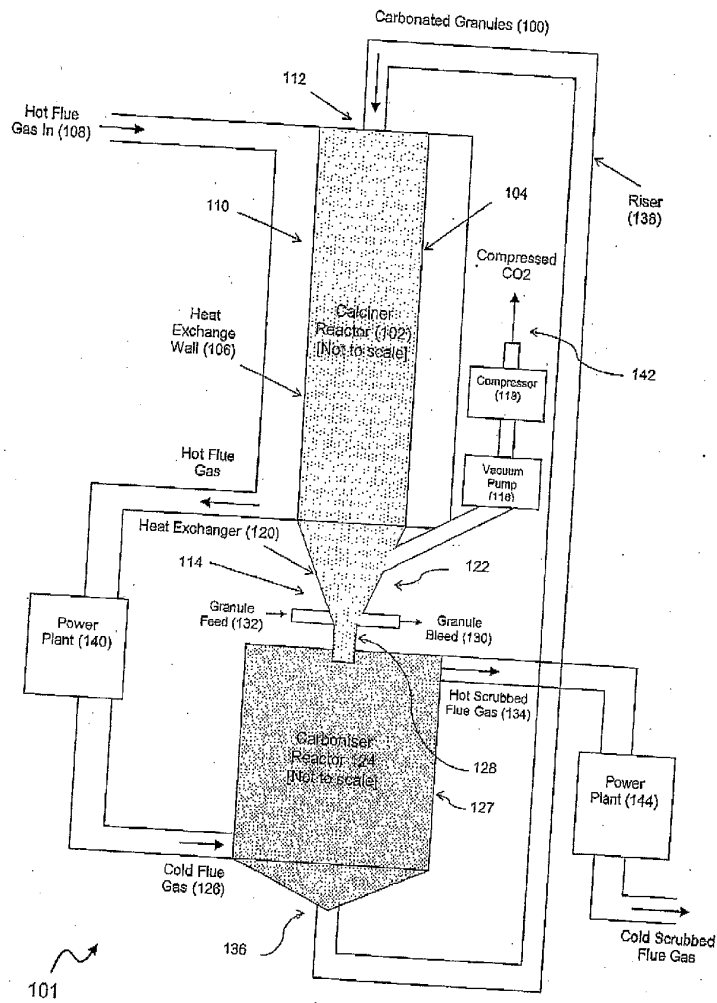 Carbonated Granules (100)
112
Hot Flue
Gas In (108)
110
104
Riser
(138)
Compressed
CO2
Calciner
Reactor (102)
[Not to scale]
Heat
Exchange
Wall (106)
142
Compressor
(118)
Hot Flue
Gas
Vacuum
Pump
(116)
Heat Exchanger (120)
114
122
Granule
Feed (132)
Granule
Bleed (130)
Power
Plant (140)
Hot Scrubbed
Flue Gas (134)
Carboniser
Reactor 124
[Not to scale]
128
127
Power
Plant (144)
Cold Flue
Gas (126)
136
Cold Scrubbed
Flue Gas
101